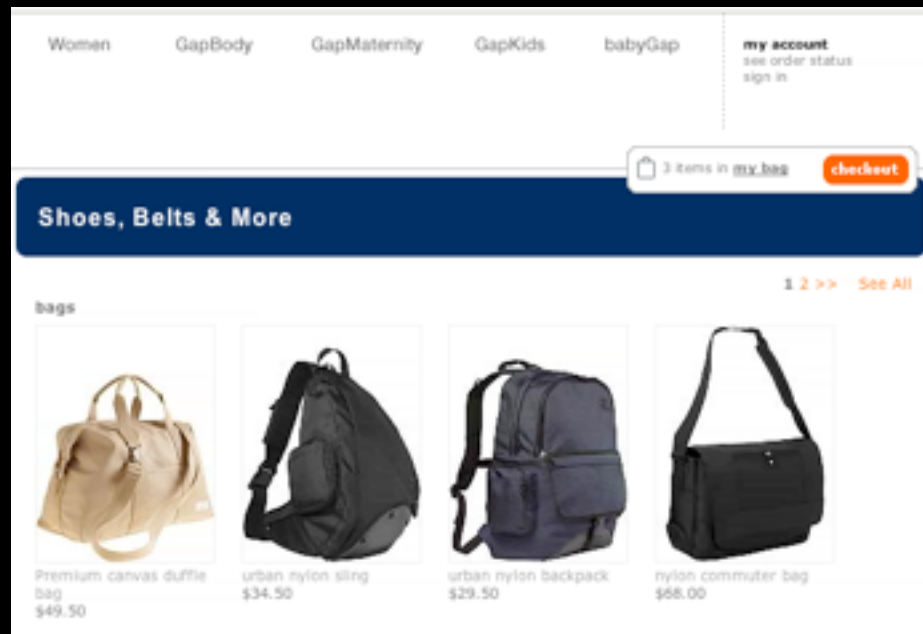 Women GapBody GapMaternity GapKids babyGap
my account
see order status
sign in
3 items in my bag checkout
Shoes, Belts & More
1 2 >> See All
bags
Premium canvas duffle
bag
$49.50
urban nylon sling
$34.50
urban nylon backpack
$29.50
nylon commuter bag
$68.00